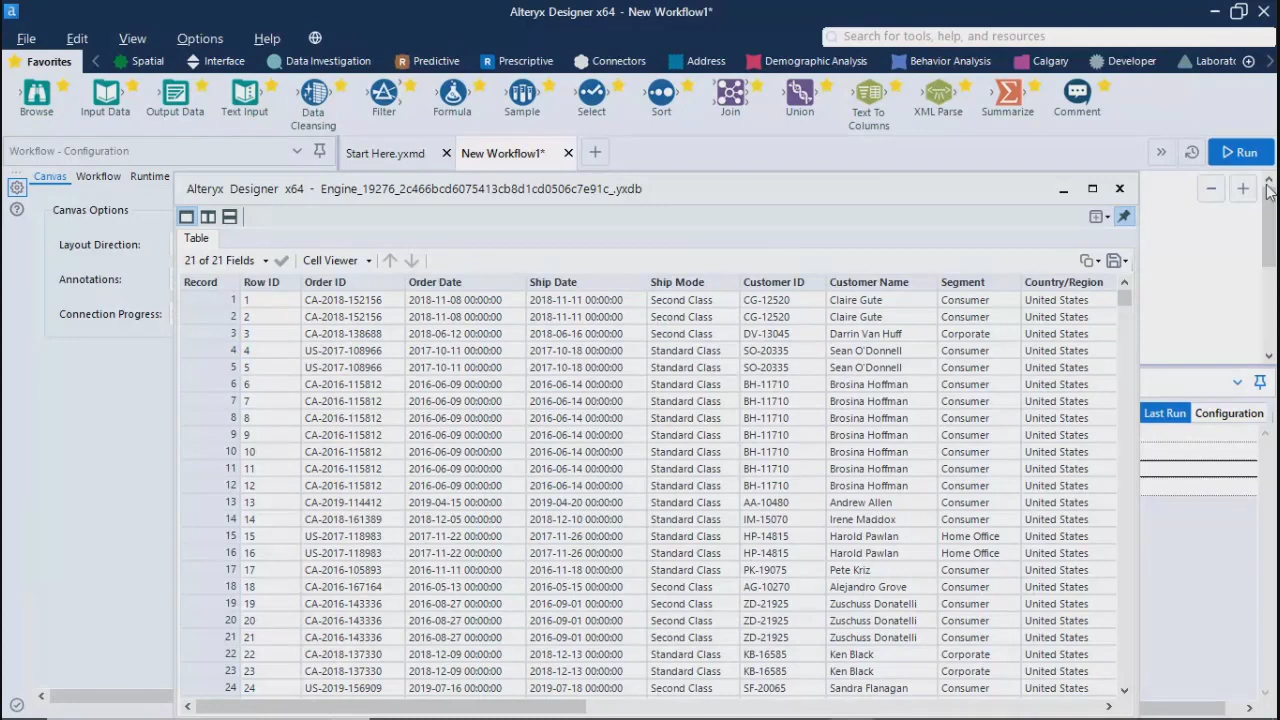 Alteryx Designer x64 - New Workflow1*
File Edit View Options Help
Search for tools, help, and resources
Favorites Spatial Interface Data Investigation Predictive Prescriptive Connectors Address Demographic Analysis Behavior Analysis Calgary Developer Laborat
Browse Input Data Output Data Text Input Data Cleansing Filter Formula Sample Select Sort Join Union Text To Columns XML Parse Summarize Comment
Workflow - Configuration
Start Here.yxmd New Workflow1* Run
Canvas Workflow Runtime
Canvas Options
Layout Direction:
Annotations:
Connection Progress:
Alteryx Designer x64 - Engine_19276_2c466bcd6075413cb8d1cd0506c7e91c_.yxdb
Table
21 of 21 Fields Cell Viewer
Record Row ID Order ID Order Date Ship Date Ship Mode Customer ID Customer Name Segment Country/Region
1 1 CA-2018-152156 2018-11-08 00:00:00 2018-11-11 00:00:00 Second Class CG-12520 Claire Gute Consumer United States
2 2 CA-2018-152156 2018-11-08 00:00:00 2018-11-11 00:00:00 Second Class CG-12520 Claire Gute Consumer United States
3 3 CA-2018-138688 2018-06-12 00:00:00 2018-06-16 00:00:00 Second Class DV-13045 Darrin Van Huff Corporate United States
4 4 US-2017-108966 2017-10-11 00:00:00 2017-10-18 00:00:00 Standard Class SO-20335 Sean O'Donnell Consumer United States
5 5 US-2017-108966 2017-10-11 00:00:00 2017-10-18 00:00:00 Standard Class SO-20335 Sean O'Donnell Consumer United States
6 6 CA-2016-115812 2016-06-09 00:00:00 2016-06-14 00:00:00 Standard Class BH-11710 Brosina Hoffman Consumer United States
7 7 CA-2016-115812 2016-06-09 00:00:00 2016-06-14 00:00:00 Standard Class BH-11710 Brosina Hoffman Consumer United States
8 8 CA-2016-115812 2016-06-09 00:00:00 2016-06-14 00:00:00 Standard Class BH-11710 Brosina Hoffman Consumer United States
9 9 CA-2016-115812 2016-06-09 00:00:00 2016-06-14 00:00:00 Standard Class BH-11710 Brosina Hoffman Consumer United States
10 10 CA-2016-115812 2016-06-09 00:00:00 2016-06-14 00:00:00 Standard Class BH-11710 Brosina Hoffman Consumer United States
11 11 CA-2016-115812 2016-06-09 00:00:00 2016-06-14 00:00:00 Standard Class BH-11710 Brosina Hoffman Consumer United States
12 12 CA-2016-115812 2016-06-09 00:00:00 2016-06-14 00:00:00 Standard Class BH-11710 Brosina Hoffman Consumer United States
13 13 CA-2019-114412 2019-04-15 00:00:00 2019-04-20 00:00:00 Standard Class AA-10480 Andrew Allen Consumer United States
14 14 CA-2018-161389 2018-12-05 00:00:00 2018-12-10 00:00:00 Standard Class IM-15070 Irene Maddox Consumer United States
15 15 US-2017-118983 2017-11-22 00:00:00 2017-11-26 00:00:00 Standard Class HP-14815 Harold Pawlan Home Office United States
16 16 US-2017-118983 2017-11-22 00:00:00 2017-11-26 00:00:00 Standard Class HP-14815 Harold Pawlan Home Office United States
17 17 CA-2016-105893 2016-11-11 00:00:00 2016-11-18 00:00:00 Standard Class PK-19075 Pete Kriz Consumer United States
18 18 CA-2016-167164 2016-05-13 00:00:00 2016-05-15 00:00:00 Second Class AG-10270 Alejandro Grove Consumer United States
19 19 CA-2016-143336 2016-08-27 00:00:00 2016-09-01 00:00:00 Second Class ZD-21925 Zuschuss Donatelli Consumer United States
20 20 CA-2016-143336 2016-08-27 00:00:00 2016-09-01 00:00:00 Second Class ZD-21925 Zuschuss Donatelli Consumer United States
21 21 CA-2016-143336 2016-08-27 00:00:00 2016-09-01 00:00:00 Second Class ZD-21925 Zuschuss Donatelli Consumer United States
22 22 CA-2018-137330 2018-12-09 00:00:00 2018-12-13 00:00:00 Standard Class KB-16585 Ken Black Corporate United States
23 23 CA-2018-137330 2018-12-09 00:00:00 2018-12-13 00:00:00 Standard Class KB-16585 Ken Black Corporate United States
24 24 US-2019-156909 2019-07-16 00:00:00 2019-07-18 00:00:00 Second Class SF-20065 Sandra Flanagan Consumer United States
Last Run Configuration